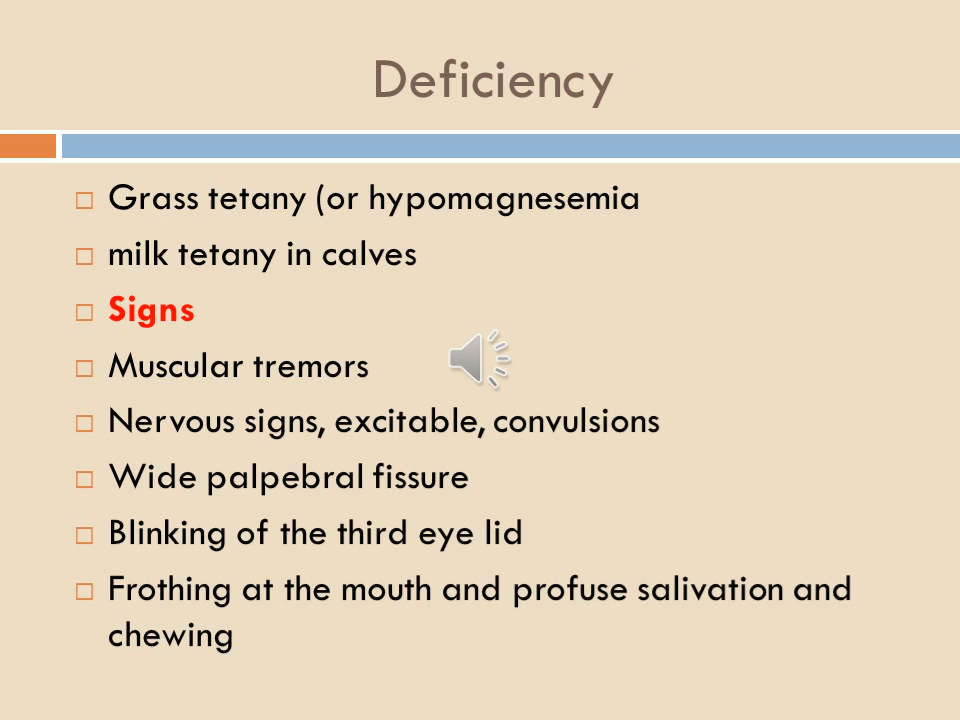 Deficiency
Grass tetany (or hypomagnesemia
milk tetany in calves
Signs
Muscular tremors
Nervous signs, excitable, convulsions
Wide palpebral fissure
Blinking of the third eye lid
Frothing at the mouth and profuse salivation and
chewing